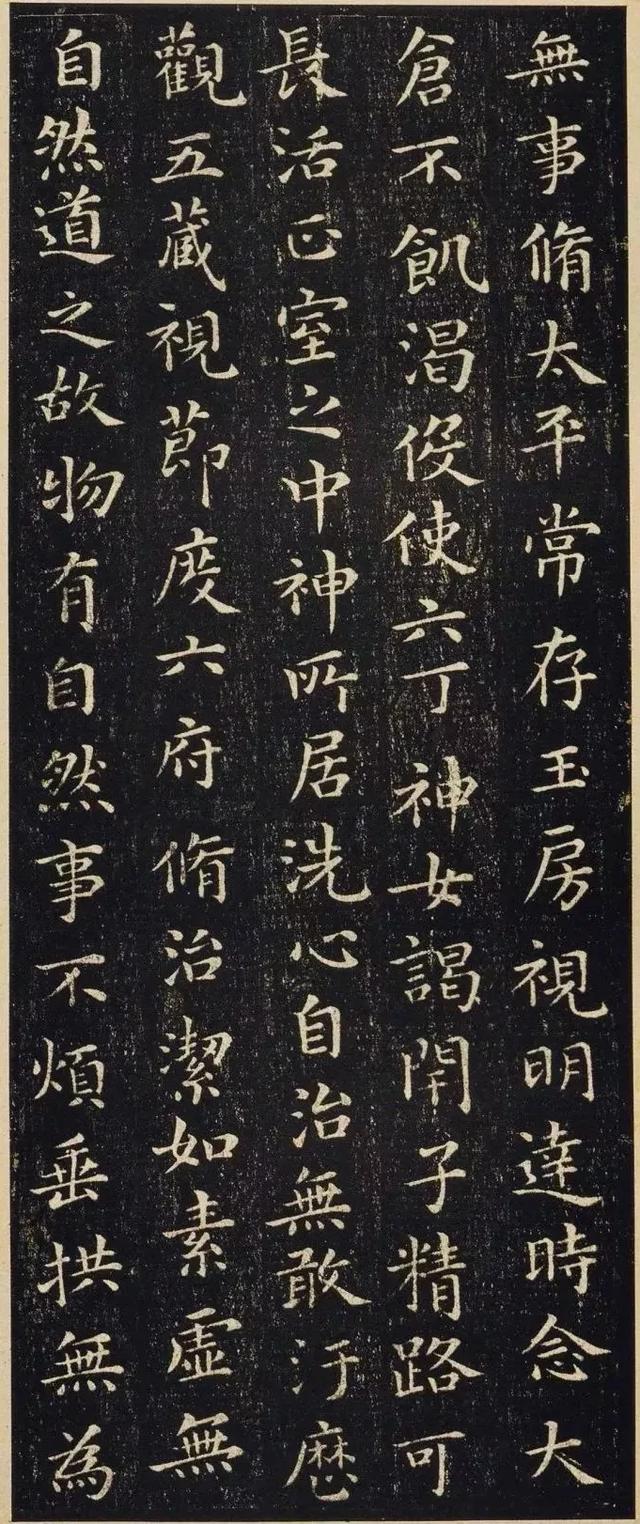 無事脩太平常存玉房視明達時念大
倉不飢渴役使六丁神女謁閇子精路可
長活正室之中神所居洗心自治無敢汙
觀五藏視節度六府脩治潔如素虛無
自然道之故物有自然事不煩垂拱無為